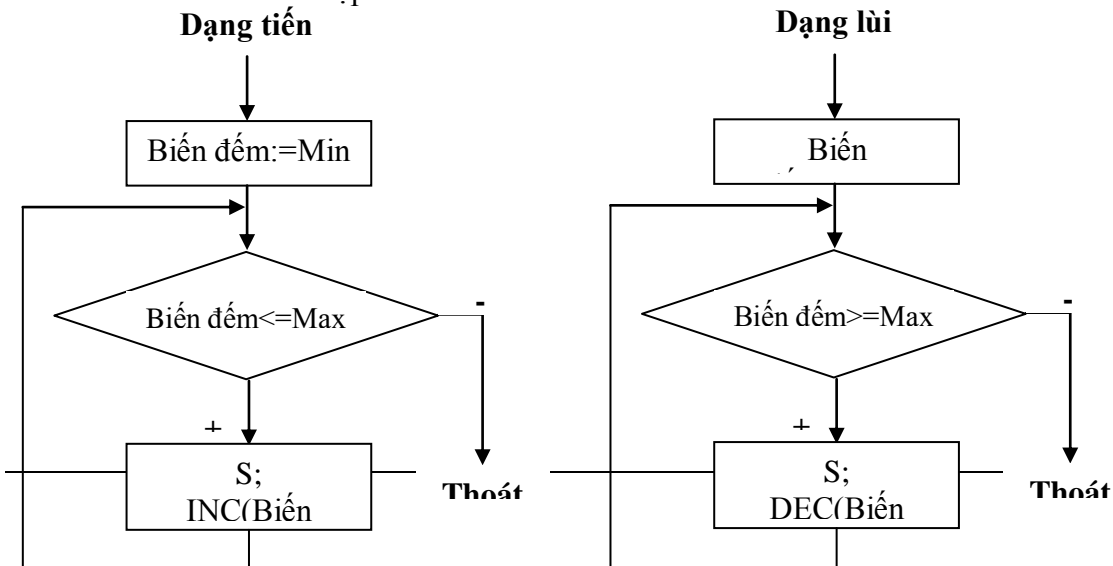 Dạng tiến
Biến đếm:=Min
Biến đếm<=Max
-
+
S;
INC(Biến
Thoát
Dạng lùi
Biến
Biến đếm>=Max
-
+
S;
DEC(Biến
Thoát